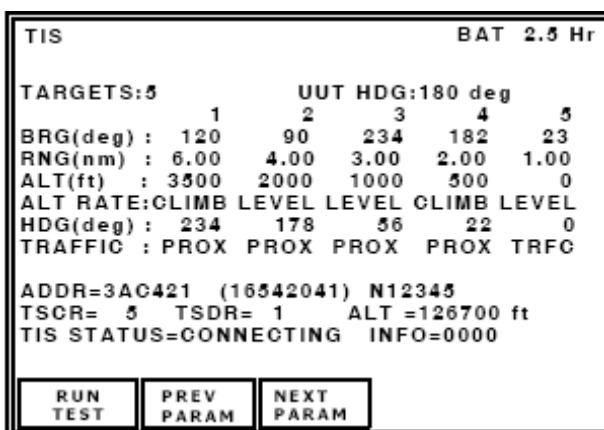 TIS BAT 2.5 Hr
TARGETS:5 UUT HDG:180 deg
1 2 3 4 5
BRG(deg) : 120 90 234 182 23
RNG(nm) : 6.00 4.00 3.00 2.00 1.00
ALT(ft) : 3500 2000 1000 500 0
ALT RATE:CLIMB LEVEL LEVEL CLIMB LEVEL
HDG(deg) : 234 178 56 22 0
TRAFFIC : PROX PROX PROX PROX TRFC
ADDR=3AC421 (16542041) N12345
TSCR= 5 TSDR= 1 ALT =126700 ft
TIS STATUS=CONNECTING INFO=0000
RUN TEST
PREV PARAM
NEXT PARAM